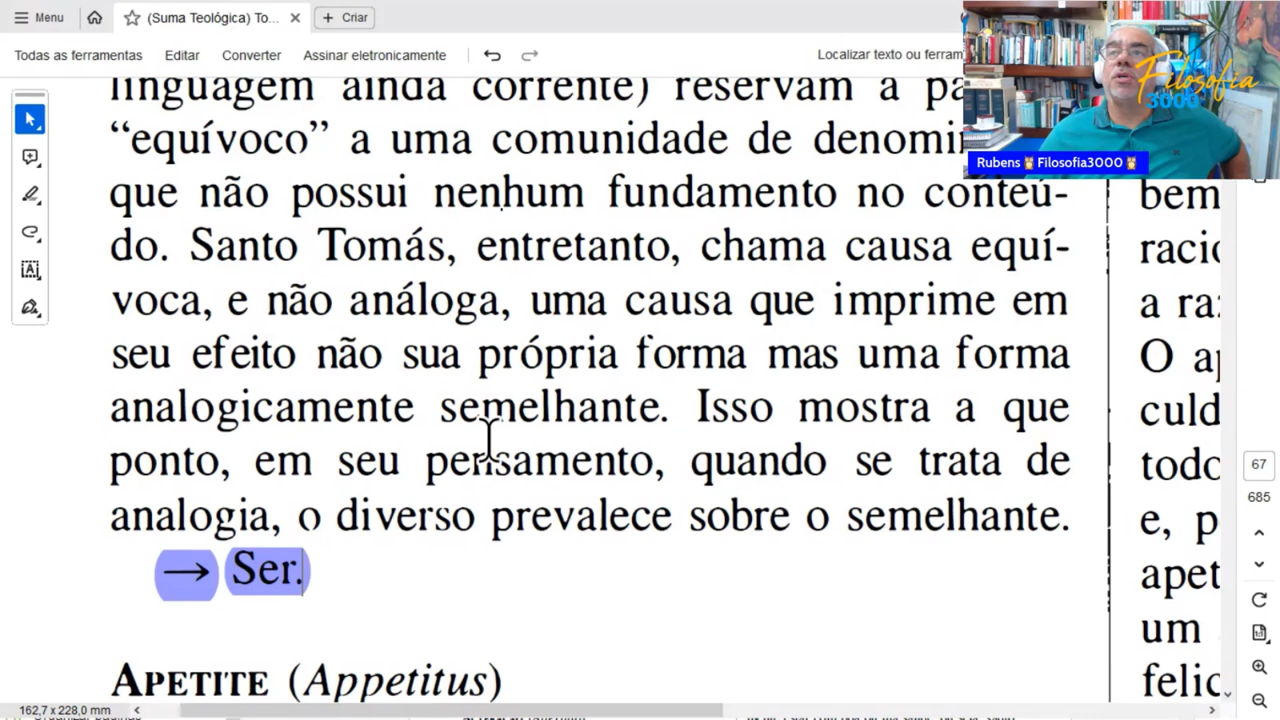 Menu
(Suma Teológica) To...
Criar
Todas as ferramentas Editar Converter Assinar eletronicamente
Localizar texto ou ferram
linguagem ainda corrente) reservam a pa
“equívoco” a uma comunidade de denomin
que não possui nenhum fundamento no conteú-
do. Santo Tomás, entretanto, chama causa equí-
voca, e não análoga, uma causa que imprime em
seu efeito não sua própria forma mas uma forma
analogicamente semelhante. Isso mostra a que
ponto, em seu pensamento, quando se trata de
analogia, o diverso prevalece sobre o semelhante.
→ Ser.
APETITE (Appetitus)
bem
racio
a ra
O ap
culd
todo
e, p
apet
um
felic
Filosofia
3000
Rubens Filosofia3000
67
685
162,7 x 228,0 mm